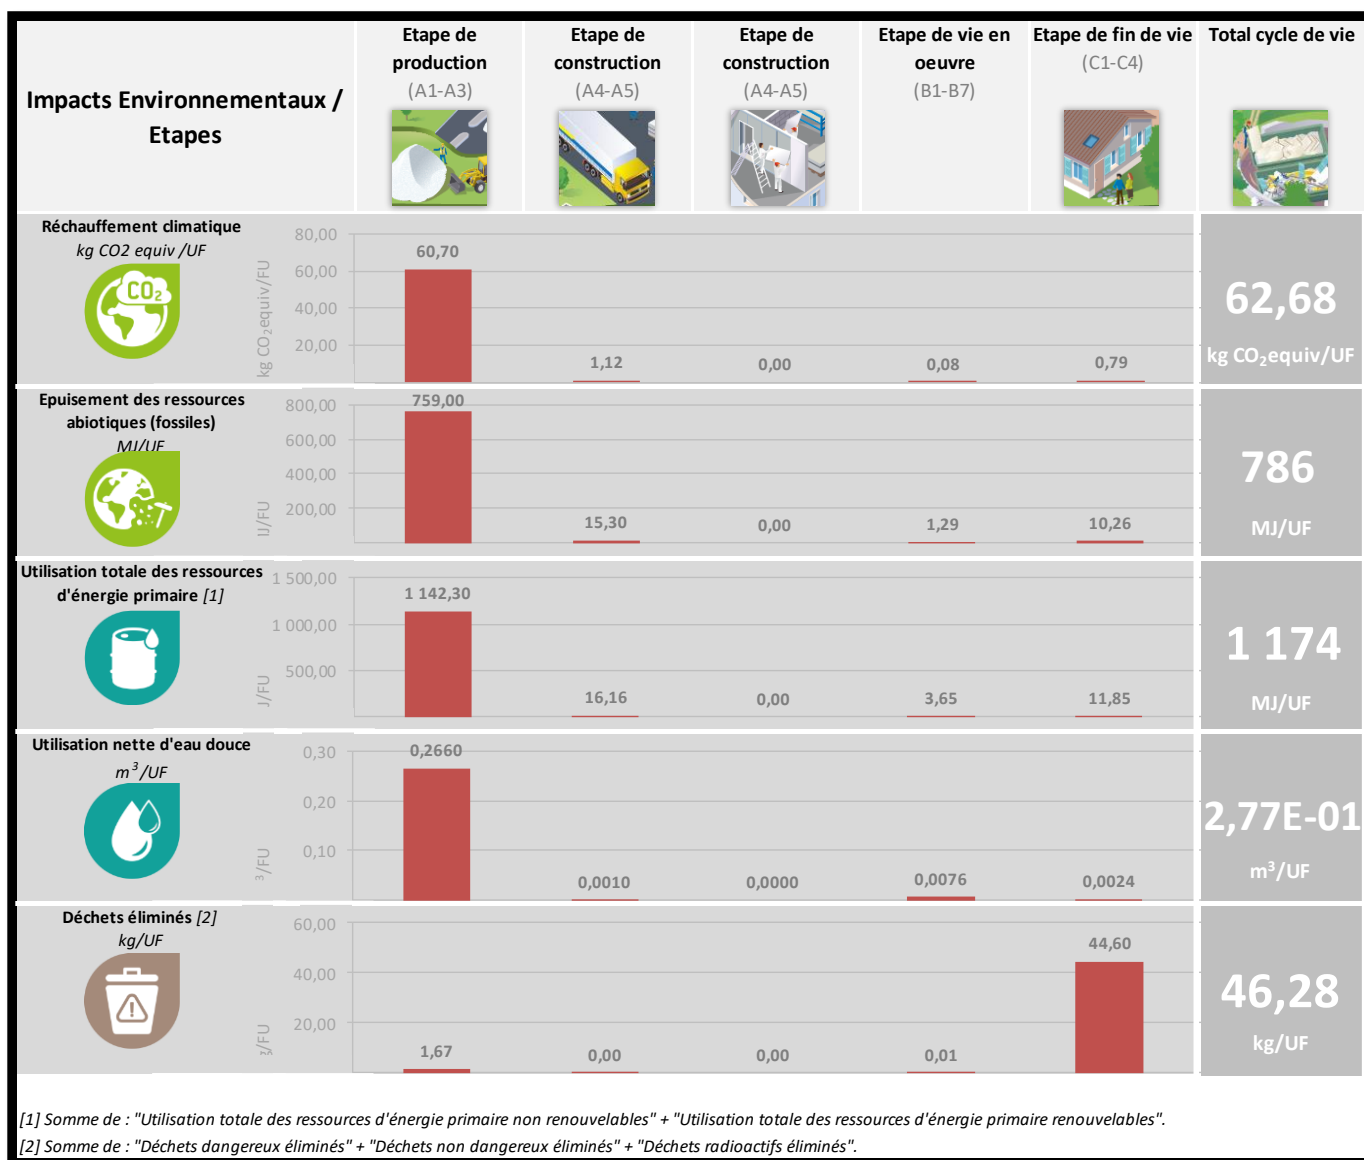 Impacts Environnementaux /
Etapes
Etape de
production
(A1-A3)
Etape de
construction
(A4-A5)
Etape de
construction
(A4-A5)
Etape de vie en
oeuvre
(B1-B7)
Etape de fin de vie
(C1-C4)
Total cycle de vie
Réchauffement climatique
kg CO2 equiv /UF
CO2
kg CO2equiv/FU
80,00
60,00
40,00
20,00
60,70
1,12
0,00
0,08
0,79
62,68
kg CO2equiv/UF
Epuisement des ressources
abiotiques (fossiles)
MJ/UF
/FU
800,00
600,00
400,00
200,00
759,00
15,30
0,00
1,29
10,26
786
MJ/UF
Utilisation totale des ressources
d'énergie primaire [1]
J/FU
1 500,00
1 000,00
500,00
1 142,30
16,16
0,00
3,65
11,85
1 174
MJ/UF
Utilisation nette d'eau douce
m3/UF
3/FU
0,30
0,20
0,10
0,2660
0,0010
0,0000
0,0076
0,0024
2,77E-01
m3/UF
Déchets éliminés [2]
kg/UF
/FU
60,00
40,00
20,00
1,67
0,00
0,00
0,01
44,60
46,28
kg/UF
[1] Somme de : "Utilisation totale des ressources d'énergie primaire non renouvelables" + "Utilisation totale des ressources d'énergie primaire renouvelables".
[2] Somme de : "Déchets dangereux éliminés" + "Déchets non dangereux éliminés" + "Déchets radioactifs éliminés".